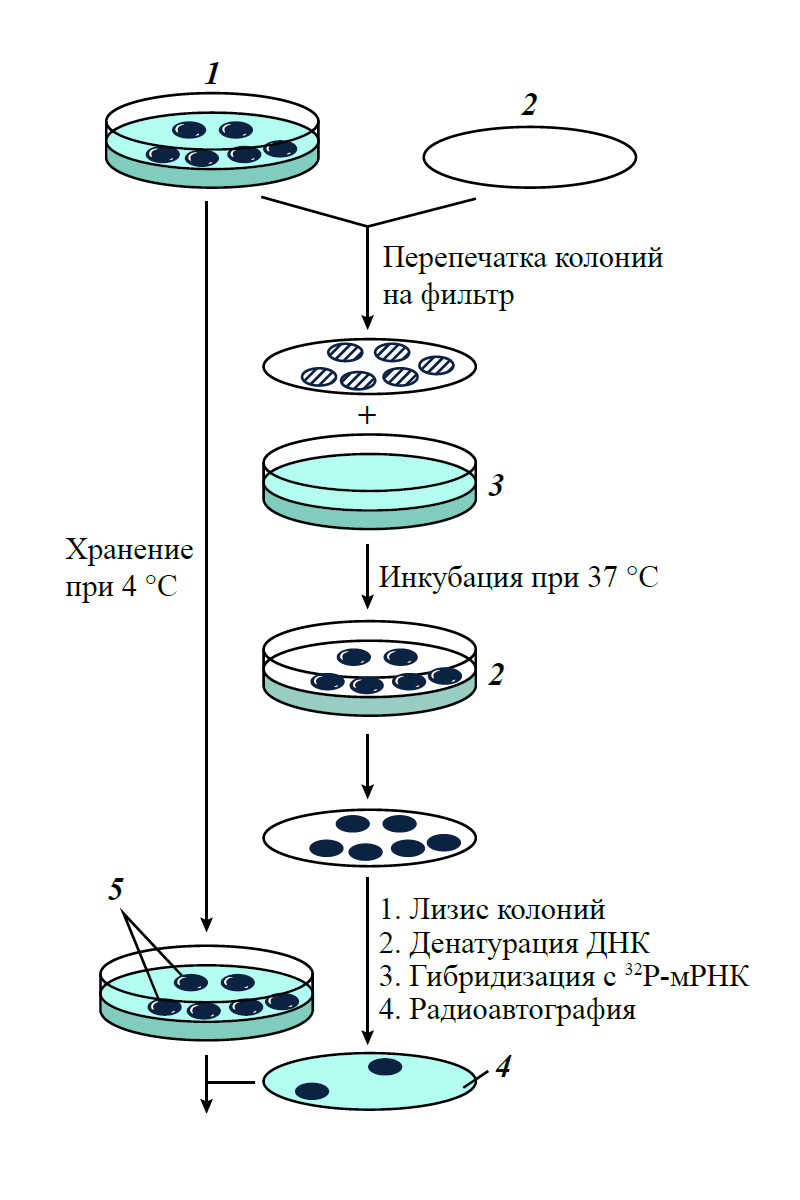 1
2
Перепечатка колоний
на фильтр
+
3
Хранение
при 4 °C
Инкубация при 37 °C
2
5
1. Лизис колоний
2. Денатурация ДНК
3. Гибридизация с ³²Р-мРНК
4. Радиоавтография
4